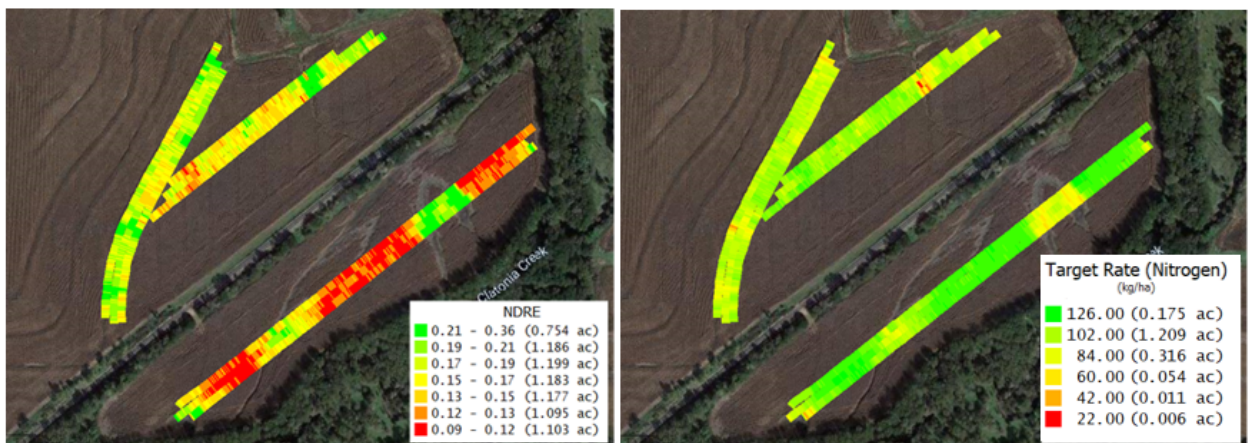 Clatonia Creek
NDRE
0.21 - 0.36 (0.754 ac)
0.19 - 0.21 (1.186 ac)
0.17 - 0.19 (1.199 ac)
0.15 - 0.17 (1.183 ac)
0.13 - 0.15 (1.177 ac)
0.12 - 0.13 (1.095 ac)
0.09 - 0.12 (1.103 ac)
ek
Target Rate (Nitrogen)
(kg/ha)
126.00 (0.175 ac)
102.00 (1.209 ac)
84.00 (0.316 ac)
60.00 (0.054 ac)
42.00 (0.011 ac)
22.00 (0.006 ac)